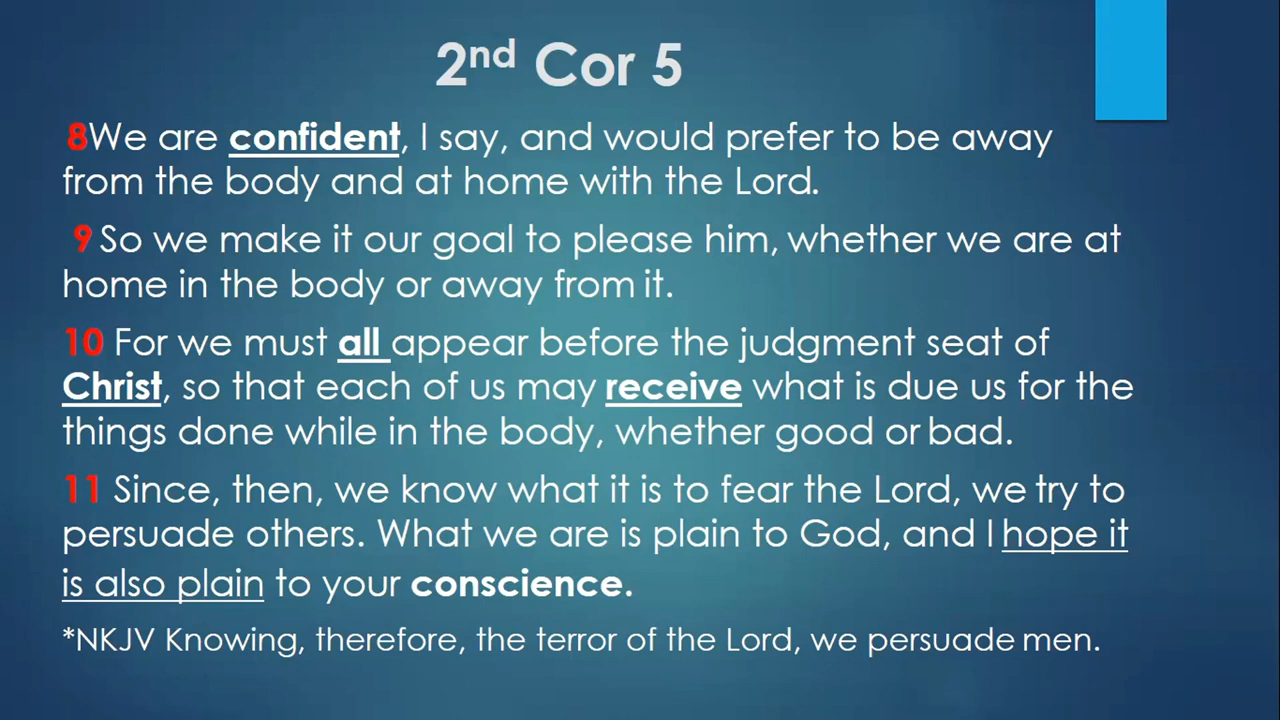 2nd Cor 5
8We are confident, I say, and would prefer to be away
from the body and at home with the Lord.
9 So we make it our goal to please him, whether we are at
home in the body or away from it.
10 For we must all appear before the judgment seat of
Christ, so that each of us may receive what is due us for the
things done while in the body, whether good or bad.
11 Since, then, we know what it is to fear the Lord, we try to
persuade others. What we are is plain to God, and I hope it
is also plain to your conscience.
*NKJV Knowing, therefore, the terror of the Lord, we persuade men.